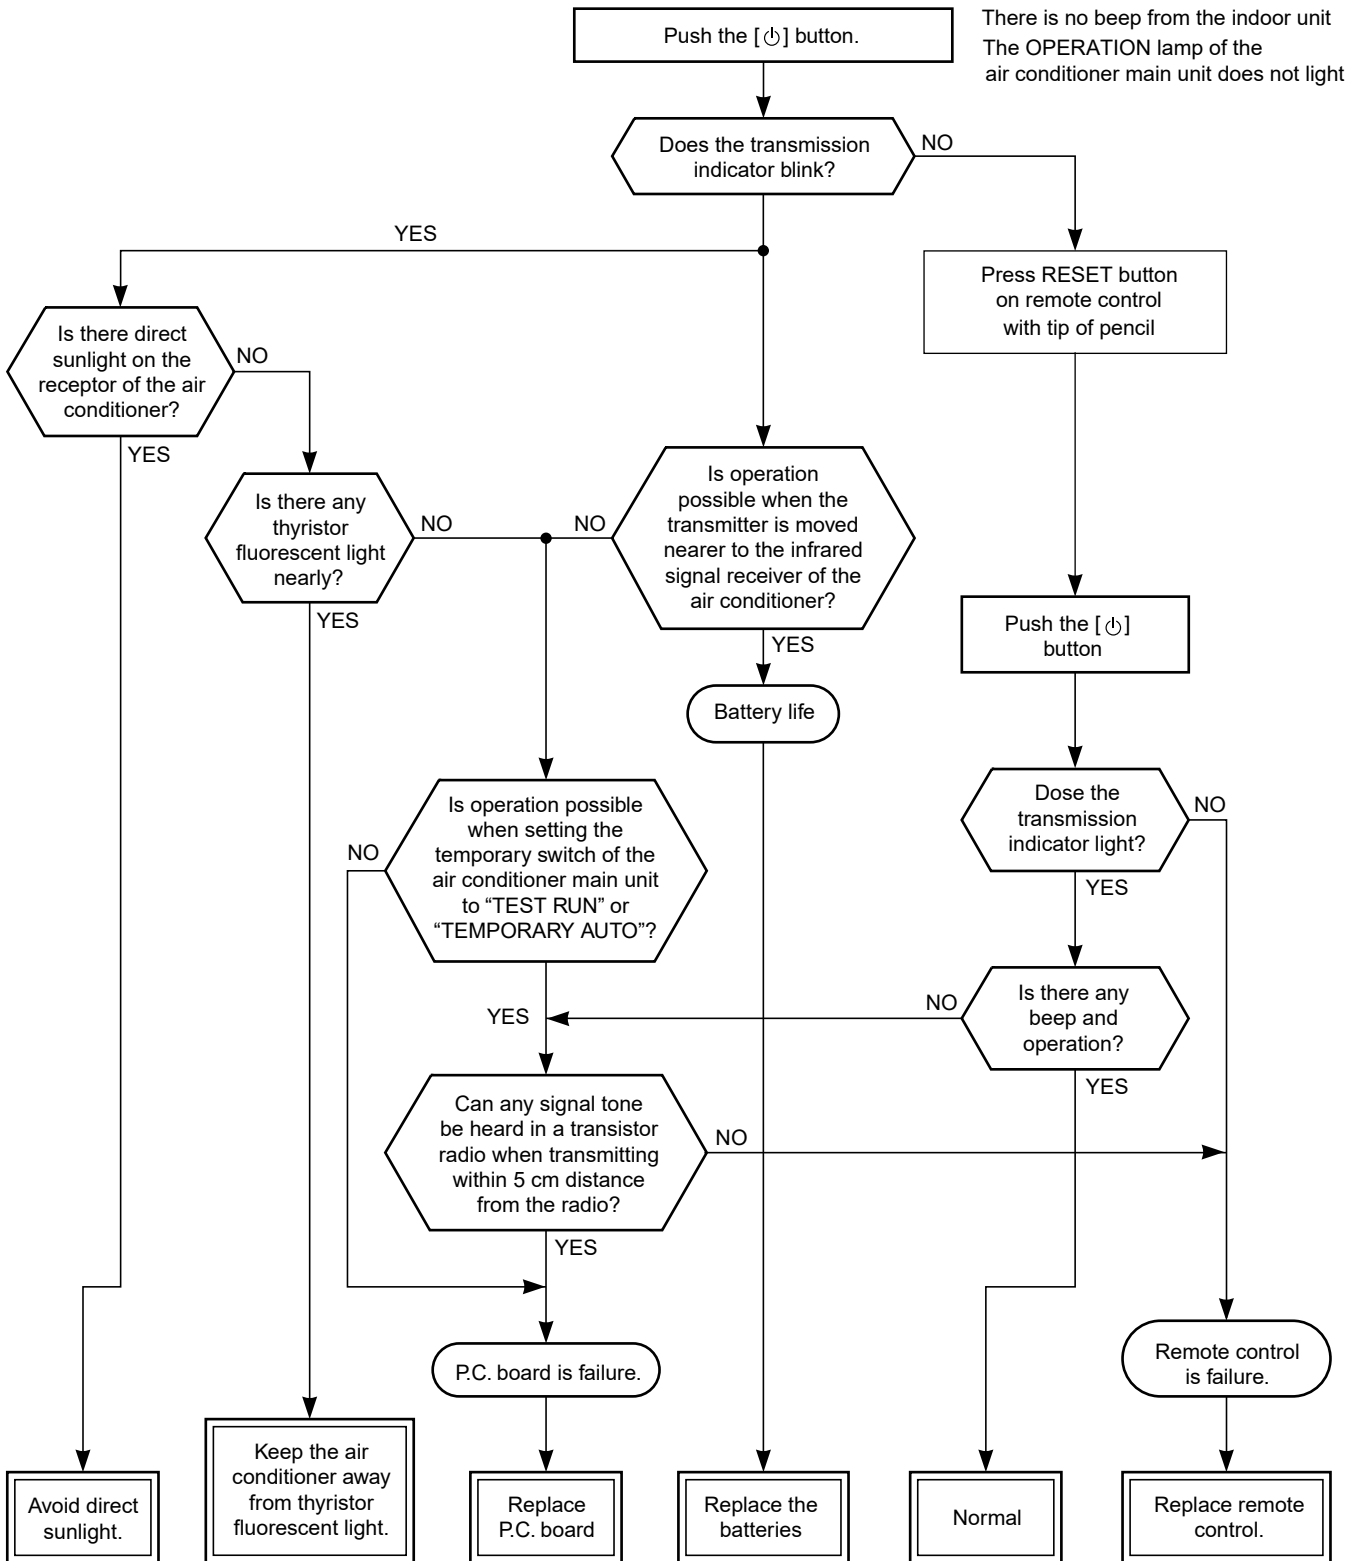 Push the [⏻] button.
There is no beep from the indoor unit
The OPERATION lamp of the
air conditioner main unit does not light
Does the transmission
indicator blink?
NO
YES
Press RESET button
on remote control
with tip of pencil
Is there direct
sunlight on the
receptor of the air
conditioner?
NO
YES
Is there any
thyristor
fluorescent light
nearly?
NO
YES
Is operation
possible when the
transmitter is moved
nearer to the infrared
signal receiver of the
air conditioner?
NO
YES
Push the [⏻]
button
Battery life
Is operation possible
when setting the
temporary switch of the
air conditioner main unit
to “TEST RUN” or
“TEMPORARY AUTO”?
NO
YES
Dose the
transmission
indicator light?
NO
YES
Is there any
beep and
operation?
NO
YES
Can any signal tone
be heard in a transistor
radio when transmitting
within 5 cm distance
from the radio?
NO
YES
P.C. board is failure.
Remote control
is failure.
Avoid direct
sunlight.
Keep the air
conditioner away
from thyristor
fluorescent light.
Replace
P.C. board
Replace the
batteries
Normal
Replace remote
control.